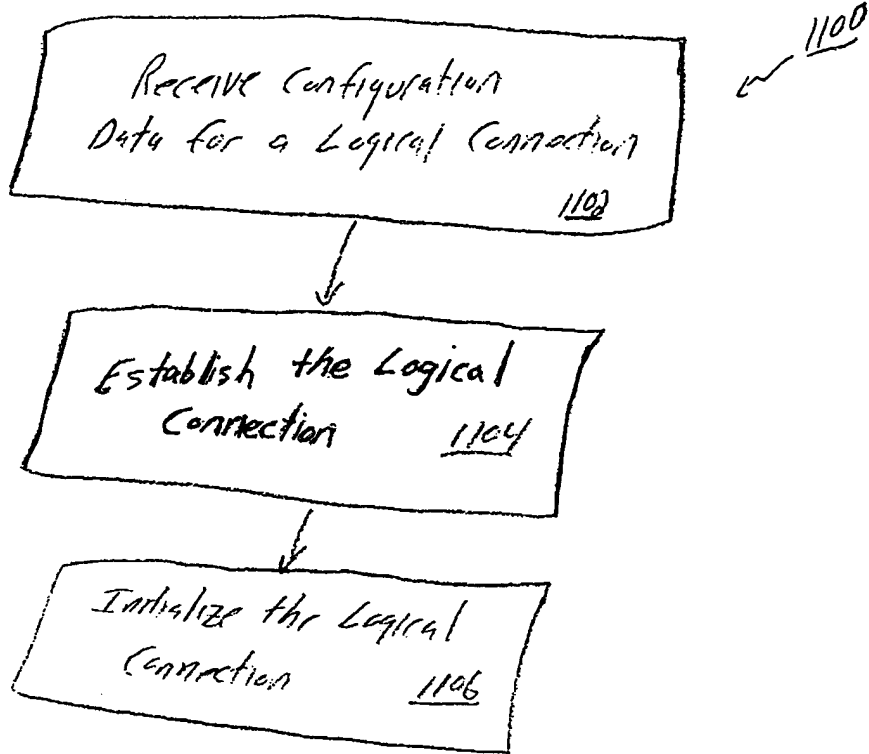 1100
Receive Configuration
Data for a Logical Connection
1102
Establish the Logical
Connection 1104
Initialize the Logical
Connection 1106